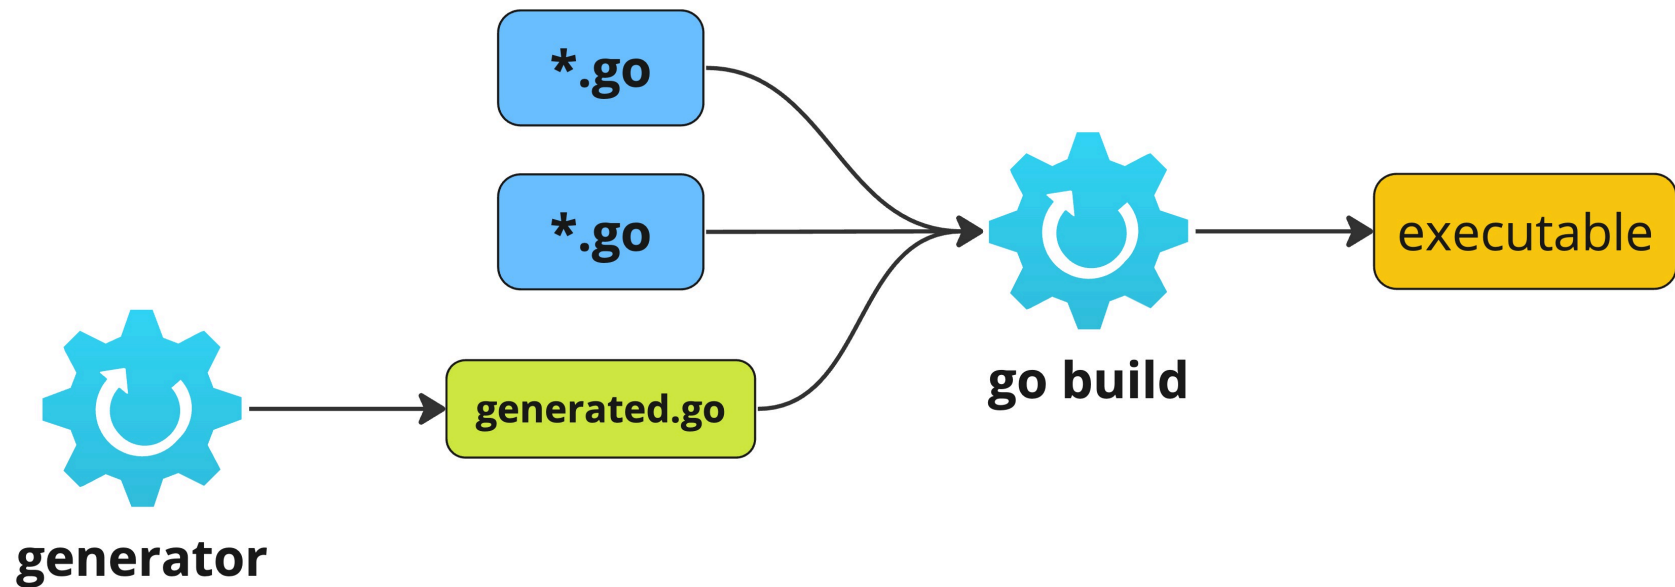 *.go
*.go
generated.go
generator
go build
executable